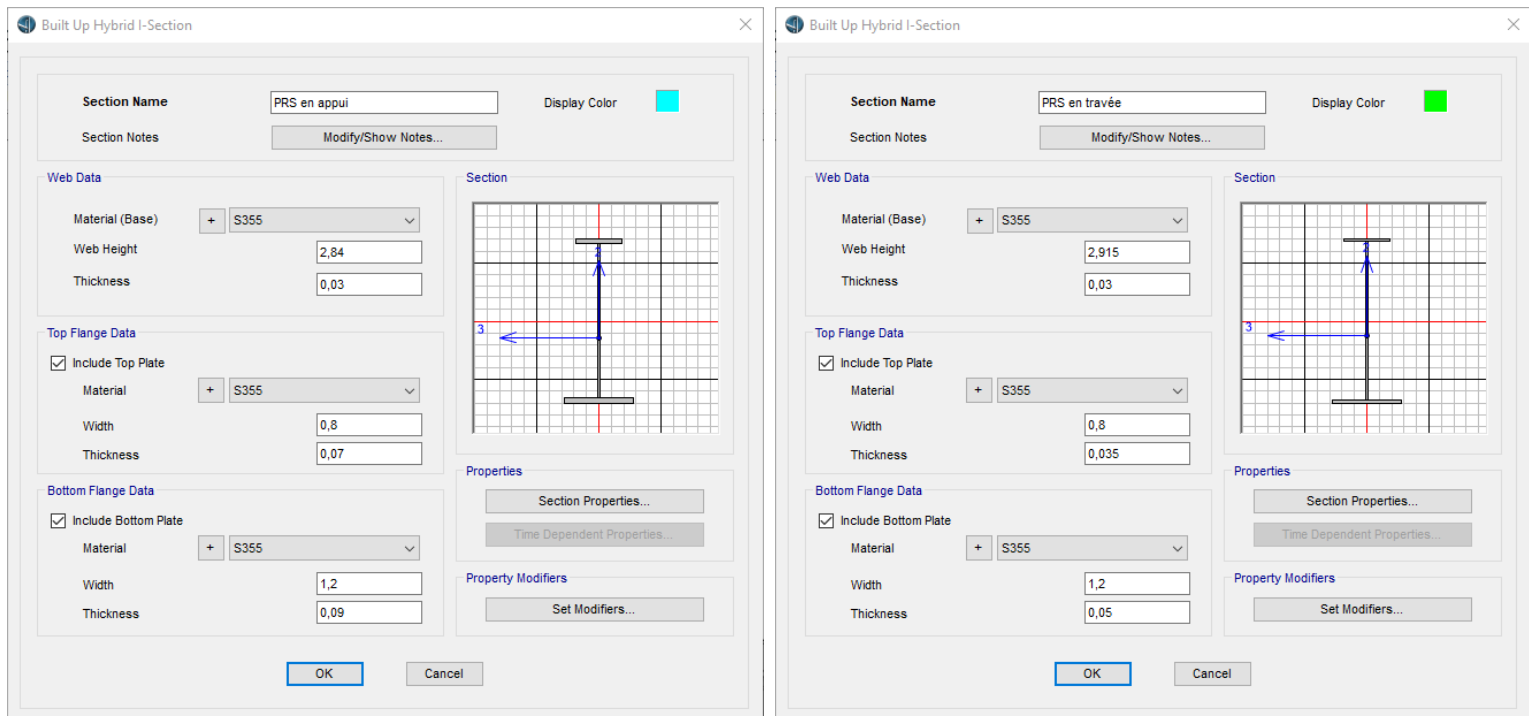 Built Up Hybrid I-Section
Section Name PRS en appui Display Color
Section Notes Modify/Show Notes...
Web Data
Material (Base) + S355
Web Height 2,84
Thickness 0,03
Top Flange Data
Include Top Plate
Material + S355
Width 0,8
Thickness 0,07
Bottom Flange Data
Include Bottom Plate
Material + S355
Width 1,2
Thickness 0,09
Section
2
3
Properties
Section Properties...
Time Dependent Properties...
Property Modifiers
Set Modifiers...
OK Cancel
Built Up Hybrid I-Section
Section Name PRS en travée Display Color
Section Notes Modify/Show Notes...
Web Data
Material (Base) + S355
Web Height 2,915
Thickness 0,03
Top Flange Data
Include Top Plate
Material + S355
Width 0,8
Thickness 0,035
Bottom Flange Data
Include Bottom Plate
Material + S355
Width 1,2
Thickness 0,05
Section
2
3
Properties
Section Properties...
Time Dependent Properties...
Property Modifiers
Set Modifiers...
OK Cancel